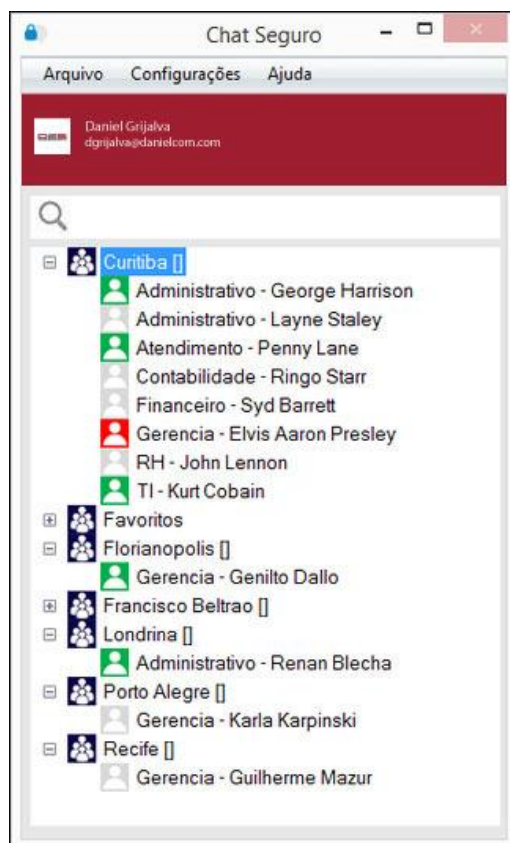 Chat Seguro
Arquivo Configurações Ajuda
Daniel Grijalva
dgrijalva@danielcom.com
Curitiba []
Administrativo - George Harrison
Administrativo - Layne Staley
Atendimento - Penny Lane
Contabilidade - Ringo Starr
Financeiro - Syd Barrett
Gerencia - Elvis Aaron Presley
RH - John Lennon
TI - Kurt Cobain
Favoritos
Florianopolis []
Gerencia - Genilto Dallo
Francisco Beltrao []
Londrina []
Administrativo - Renan Blecha
Porto Alegre []
Gerencia - Karla Karpinski
Recife []
Gerencia - Guilherme Mazur